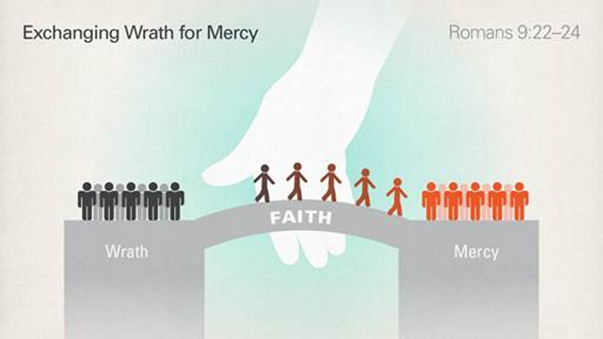 Exchanging Wrath for Mercy
Romans 9:22–24
FAITH
Wrath
Mercy